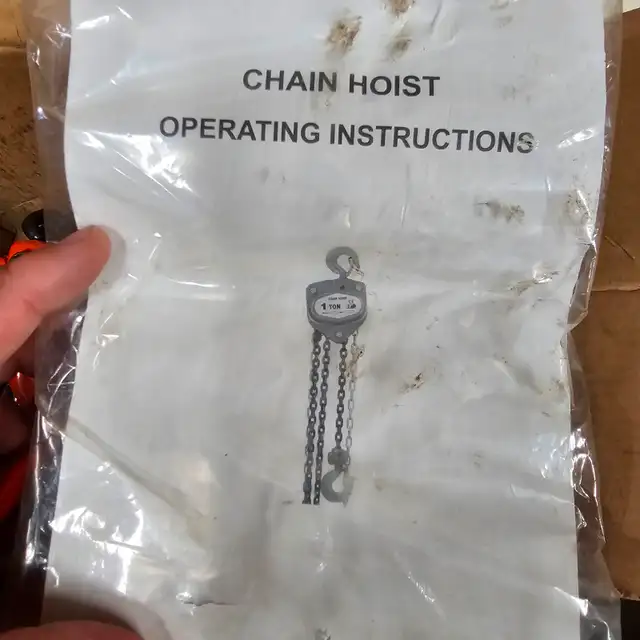 CHAIN HOIST
OPERATING INSTRUCTIONS
1 TON